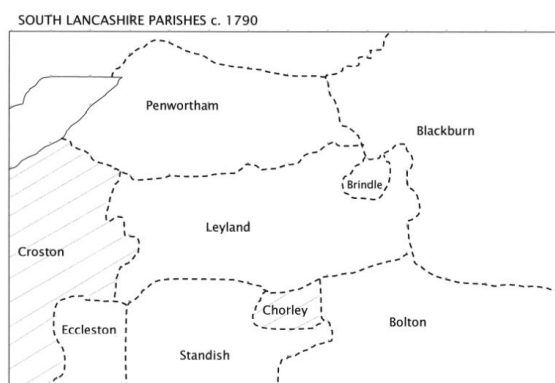 SOUTH LANCASHIRE PARISHES c. 1790
Penwortham
Blackburn
Brindle
Leyland
Croston
Chorley
Eccleston
Bolton
Standish